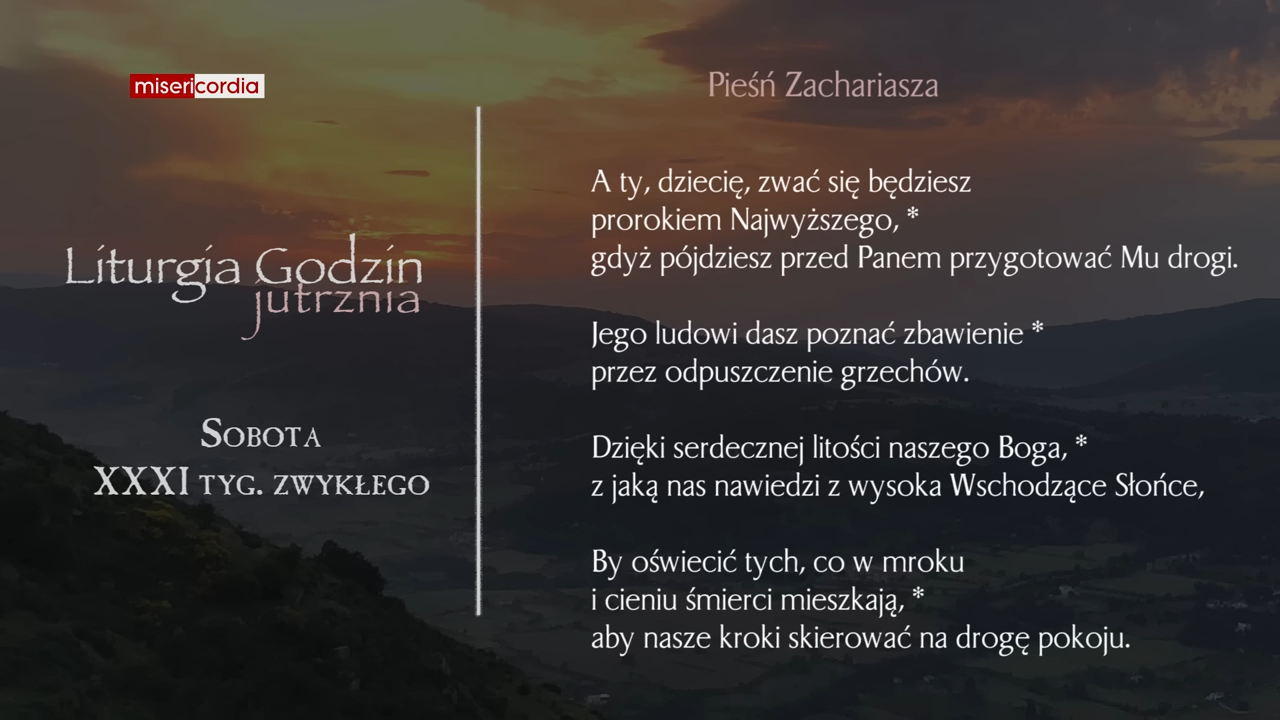 misericordia
Liturgia Godzin
jutrznia
Sobota
XXXI tyg. zwykłego
Pieśń Zachariasza
A ty, dziecię, zwać się będziesz
prorokiem Najwyższego, *
gdyż pójdziesz przed Panem przygotować Mu drogi.
Jego ludowi dasz poznać zbawienie *
przez odpuszczenie grzechów.
Dzięki serdecznej litości naszego Boga, *
z jaką nas nawiedzi z wysoka Wschodzące Słońce,
By oświecić tych, co w mroku
i cieniu śmierci mieszkają, *
aby nasze kroki skierować na drogę pokoju.